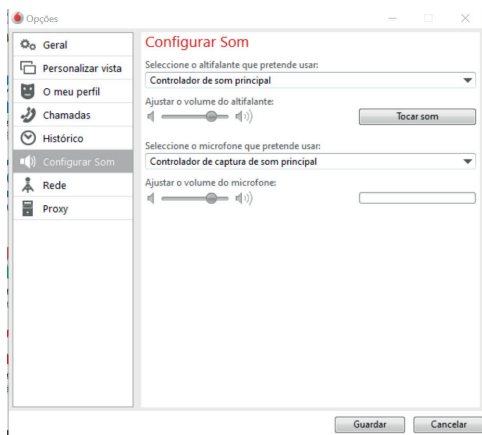 Opções
Geral
Personalizar vista
O meu perfil
Chamadas
Histórico
Configurar Som
Rede
Proxy
Configurar Som
Seleccione o altifalante que pretende usar:
Controlador de som principal
Ajustar o volume do altifalante:
Tocar som
Seleccione o microfone que pretende usar:
Controlador de captura de som principal
Ajustar o volume do microfone:
Guardar
Cancelar